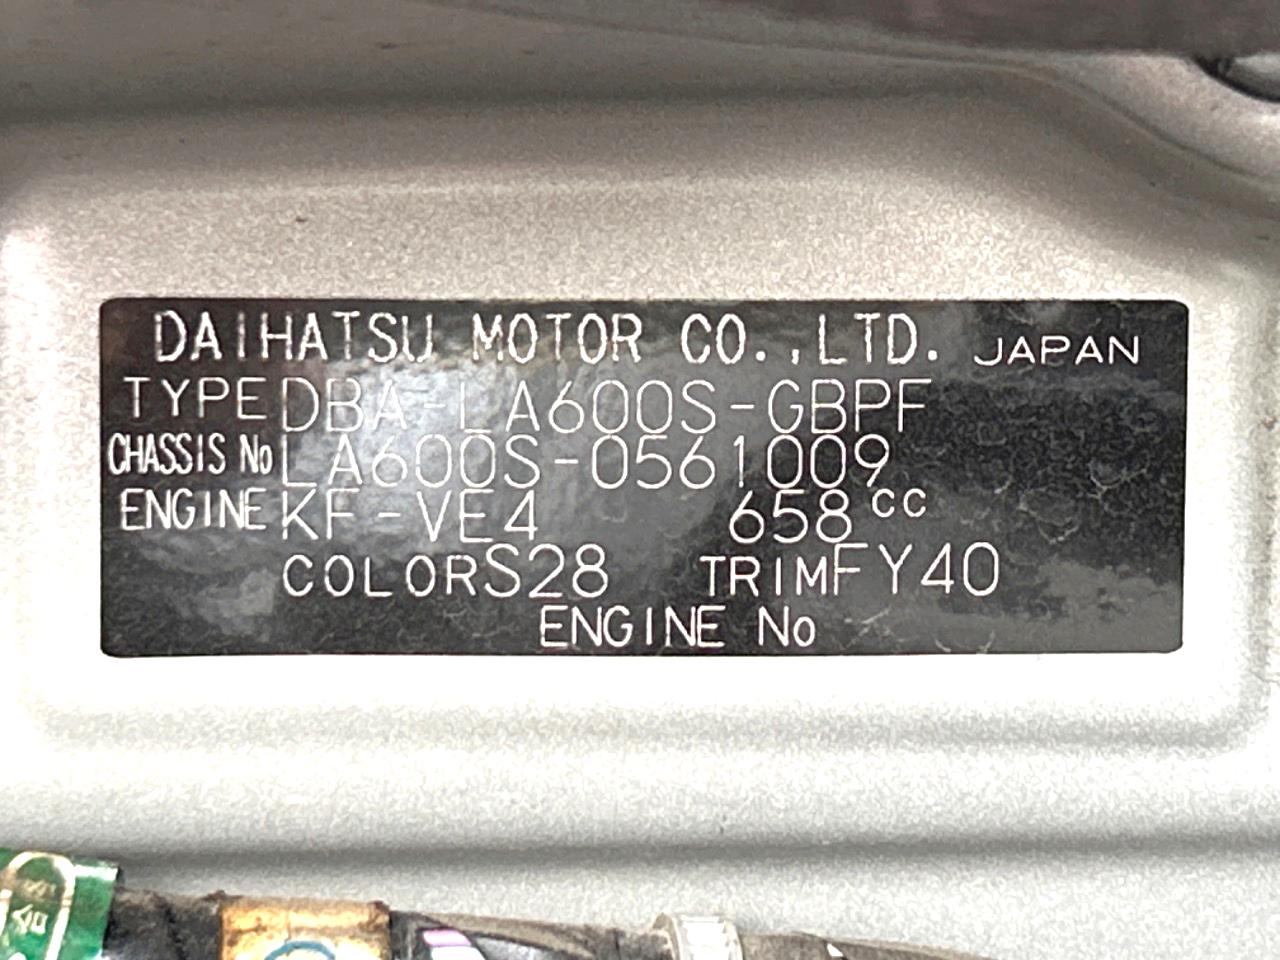 DAIHATSU MOTOR CO.,LTD. JAPAN
TYPE DBA-LA600S-GBPF
CHASSIS No LA600S-0561009
ENGINE KF-VE4 658cc
COLOR S28 TRIM FY40
ENGINE No